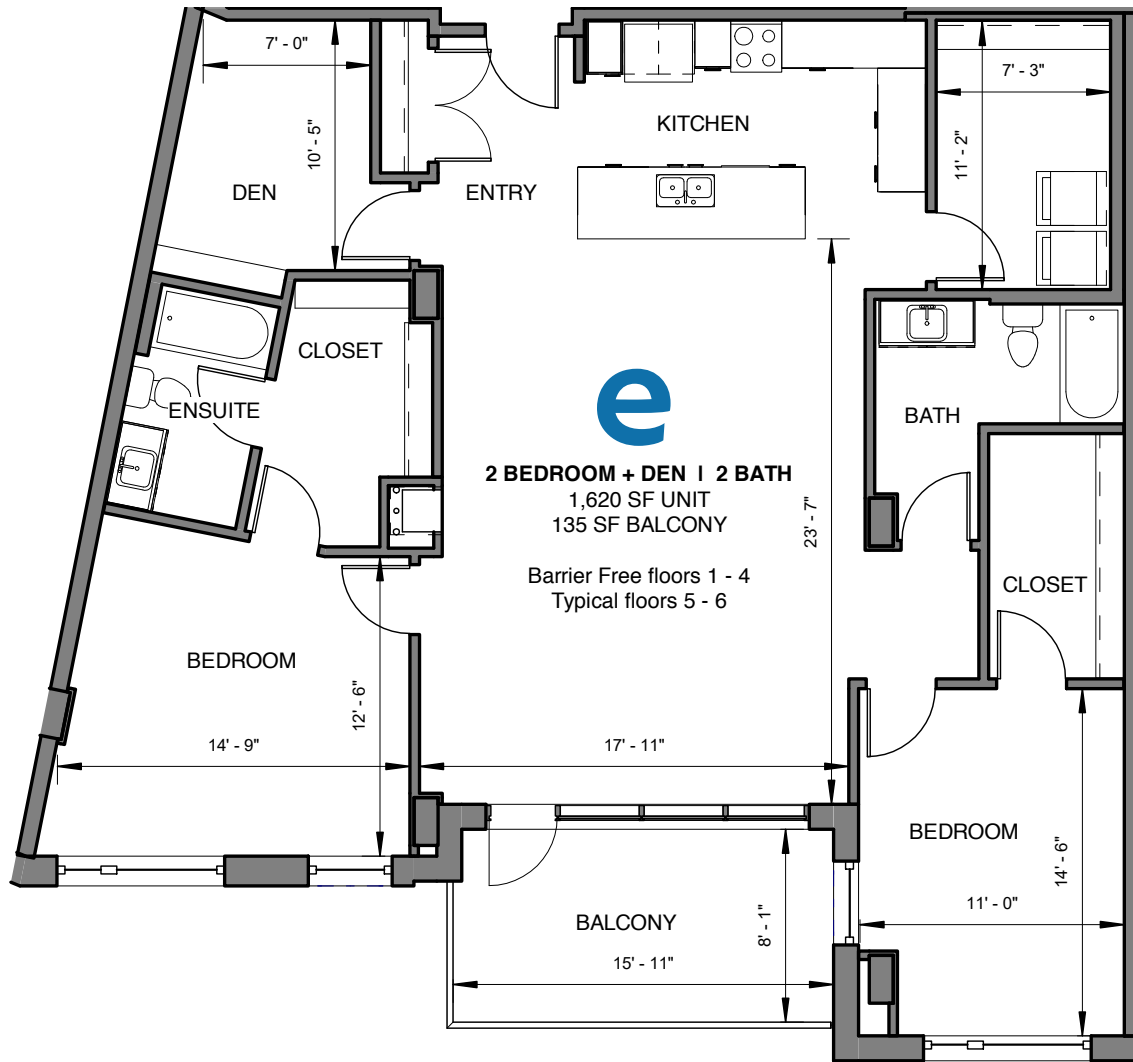 7' - 0"
10' - 5"
DEN
ENTRY
KITCHEN
7' - 3"
11' - 2"
CLOSET
ENSUITE
BATH
e
2 BEDROOM + DEN | 2 BATH
1,620 SF UNIT
135 SF BALCONY
23' - 7"
Barrier Free floors 1 - 4
Typical floors 5 - 6
CLOSET
BEDROOM
12' - 6"
14' - 9"
17' - 11"
BEDROOM
14' - 6"
11' - 0"
BALCONY
8' - 1"
15' - 11"